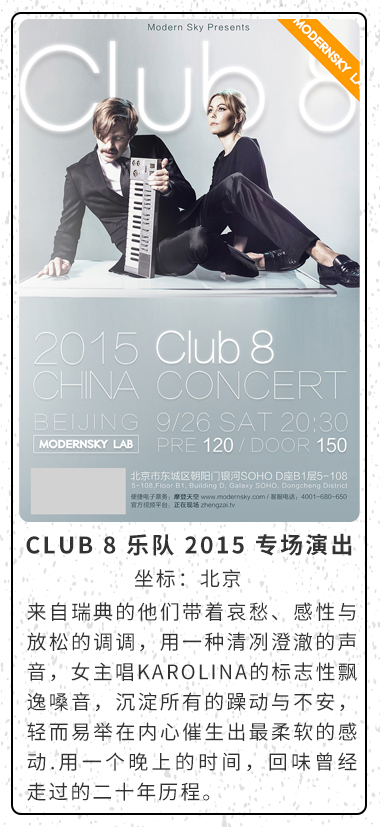 Modern Sky Presents
MODERNSKY LA
Club 8
2015 Club 8
CHINA CONCERT
BEIJING 9/26 SAT 20:30
MODERNSKY LAB PRE 120 / DOOR 150
北京市东城区朝阳门银河SOHO D座B1层5-108
5-108,Floor B1, Building D, Galaxy SOHO, Dongcheng District
便捷电子票务：摩登天空 www.modernsky.com / 客服电话：4001-680-650
官方视频平台：正在现场 zhengzai.tv
CLUB 8 乐队 2015 专场演出
坐标：北京
来自瑞典的他们带着哀愁、感性与
放松的调调，用一种清冽澄澈的声
音，女主唱KAROLINA的标志性飘
逸嗓音，沉淀所有的躁动与不安，
轻而易举在内心催生出最柔软的感
动.用一个晚上的时间，回味曾经
走过的二十年历程。